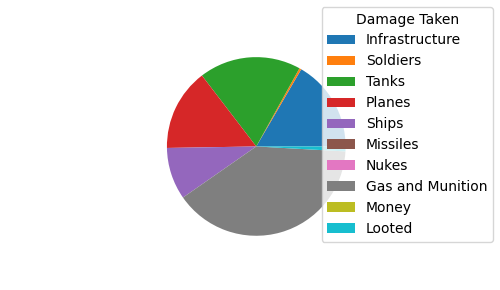 Damage Taken
Infrastructure
Soldiers
Tanks
Planes
Ships
Missiles
Nukes
Gas and Munition
Money
Looted